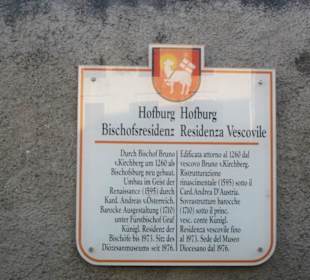 Hofburg
Bischofsresidenz
Durch Bischof Bruno
v.Kirchberg um 1260 als
Bischofsburg neu gebaut.
Umbau im Geise der
Renaissance (1595) durch
Kard. Andreas v.Österreich.
Barocke Ausgestaltung (1710)
unter Fürstbischof Graf
Künigl. Residenz der
Bischöfe bis 1973. Sitz des
Diözesanmuseums seit 1976.
Hofburg
Residenza Vescovile
Edificata attorno al 1260 dal
vescovo Bruno v.Kirchberg.
Ristrutturazione
rinascimentale (1595) sotto il
Card.Andrea D'Austria.
Sovrastrutture barocche
(1710) sotto il princ.
vesc. conte Künigl.
Residenza vescovile fino
al 1973. Sede del Museo
Diocesano dal 1976.